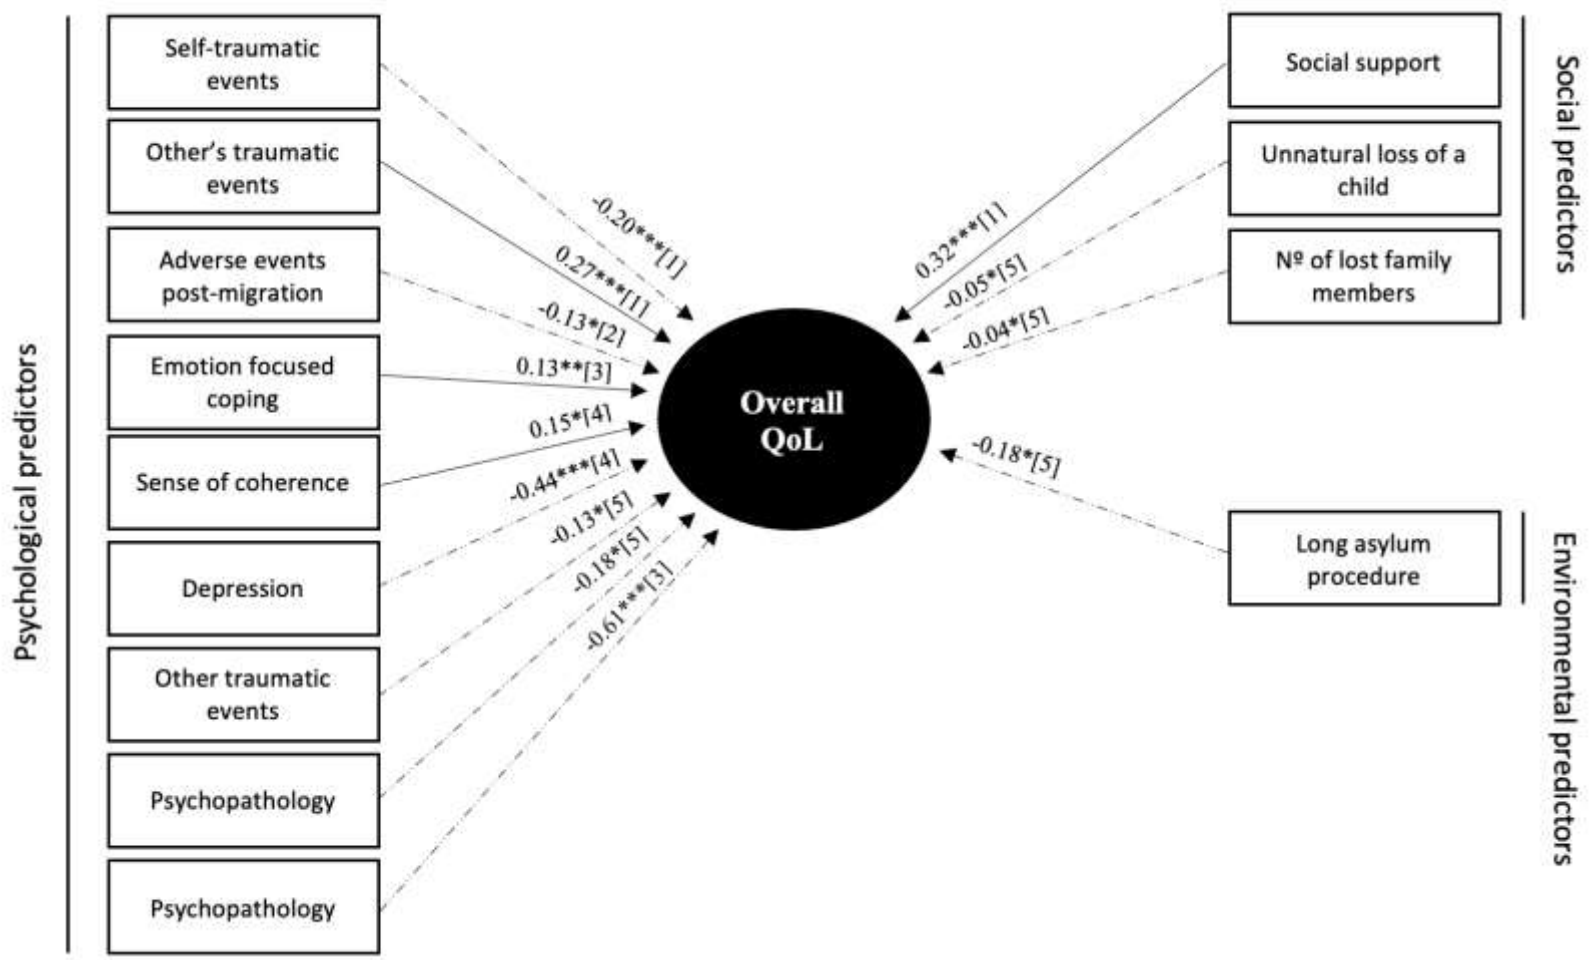 Psychological predictors
Self-traumatic
events
Other's traumatic
events
Adverse events
post-migration
Emotion focused
coping
Sense of coherence
Depression
Other traumatic
events
Psychopathology
Psychopathology
-0.20***[1]
0.27***[1]
-0.13*[2]
0.13**[3]
0.15*[4]
-0.44***[4]
-0.13*[5]
-0.18*[5]
-0.61***[3]
Overall
QoL
0.32***[1]
-0.05*[5]
-0.04*[5]
-0.18*[5]
Social support
Unnatural loss of a
child
Nº of lost family
members
Long asylum
procedure
Social predictors
Environmental predictors